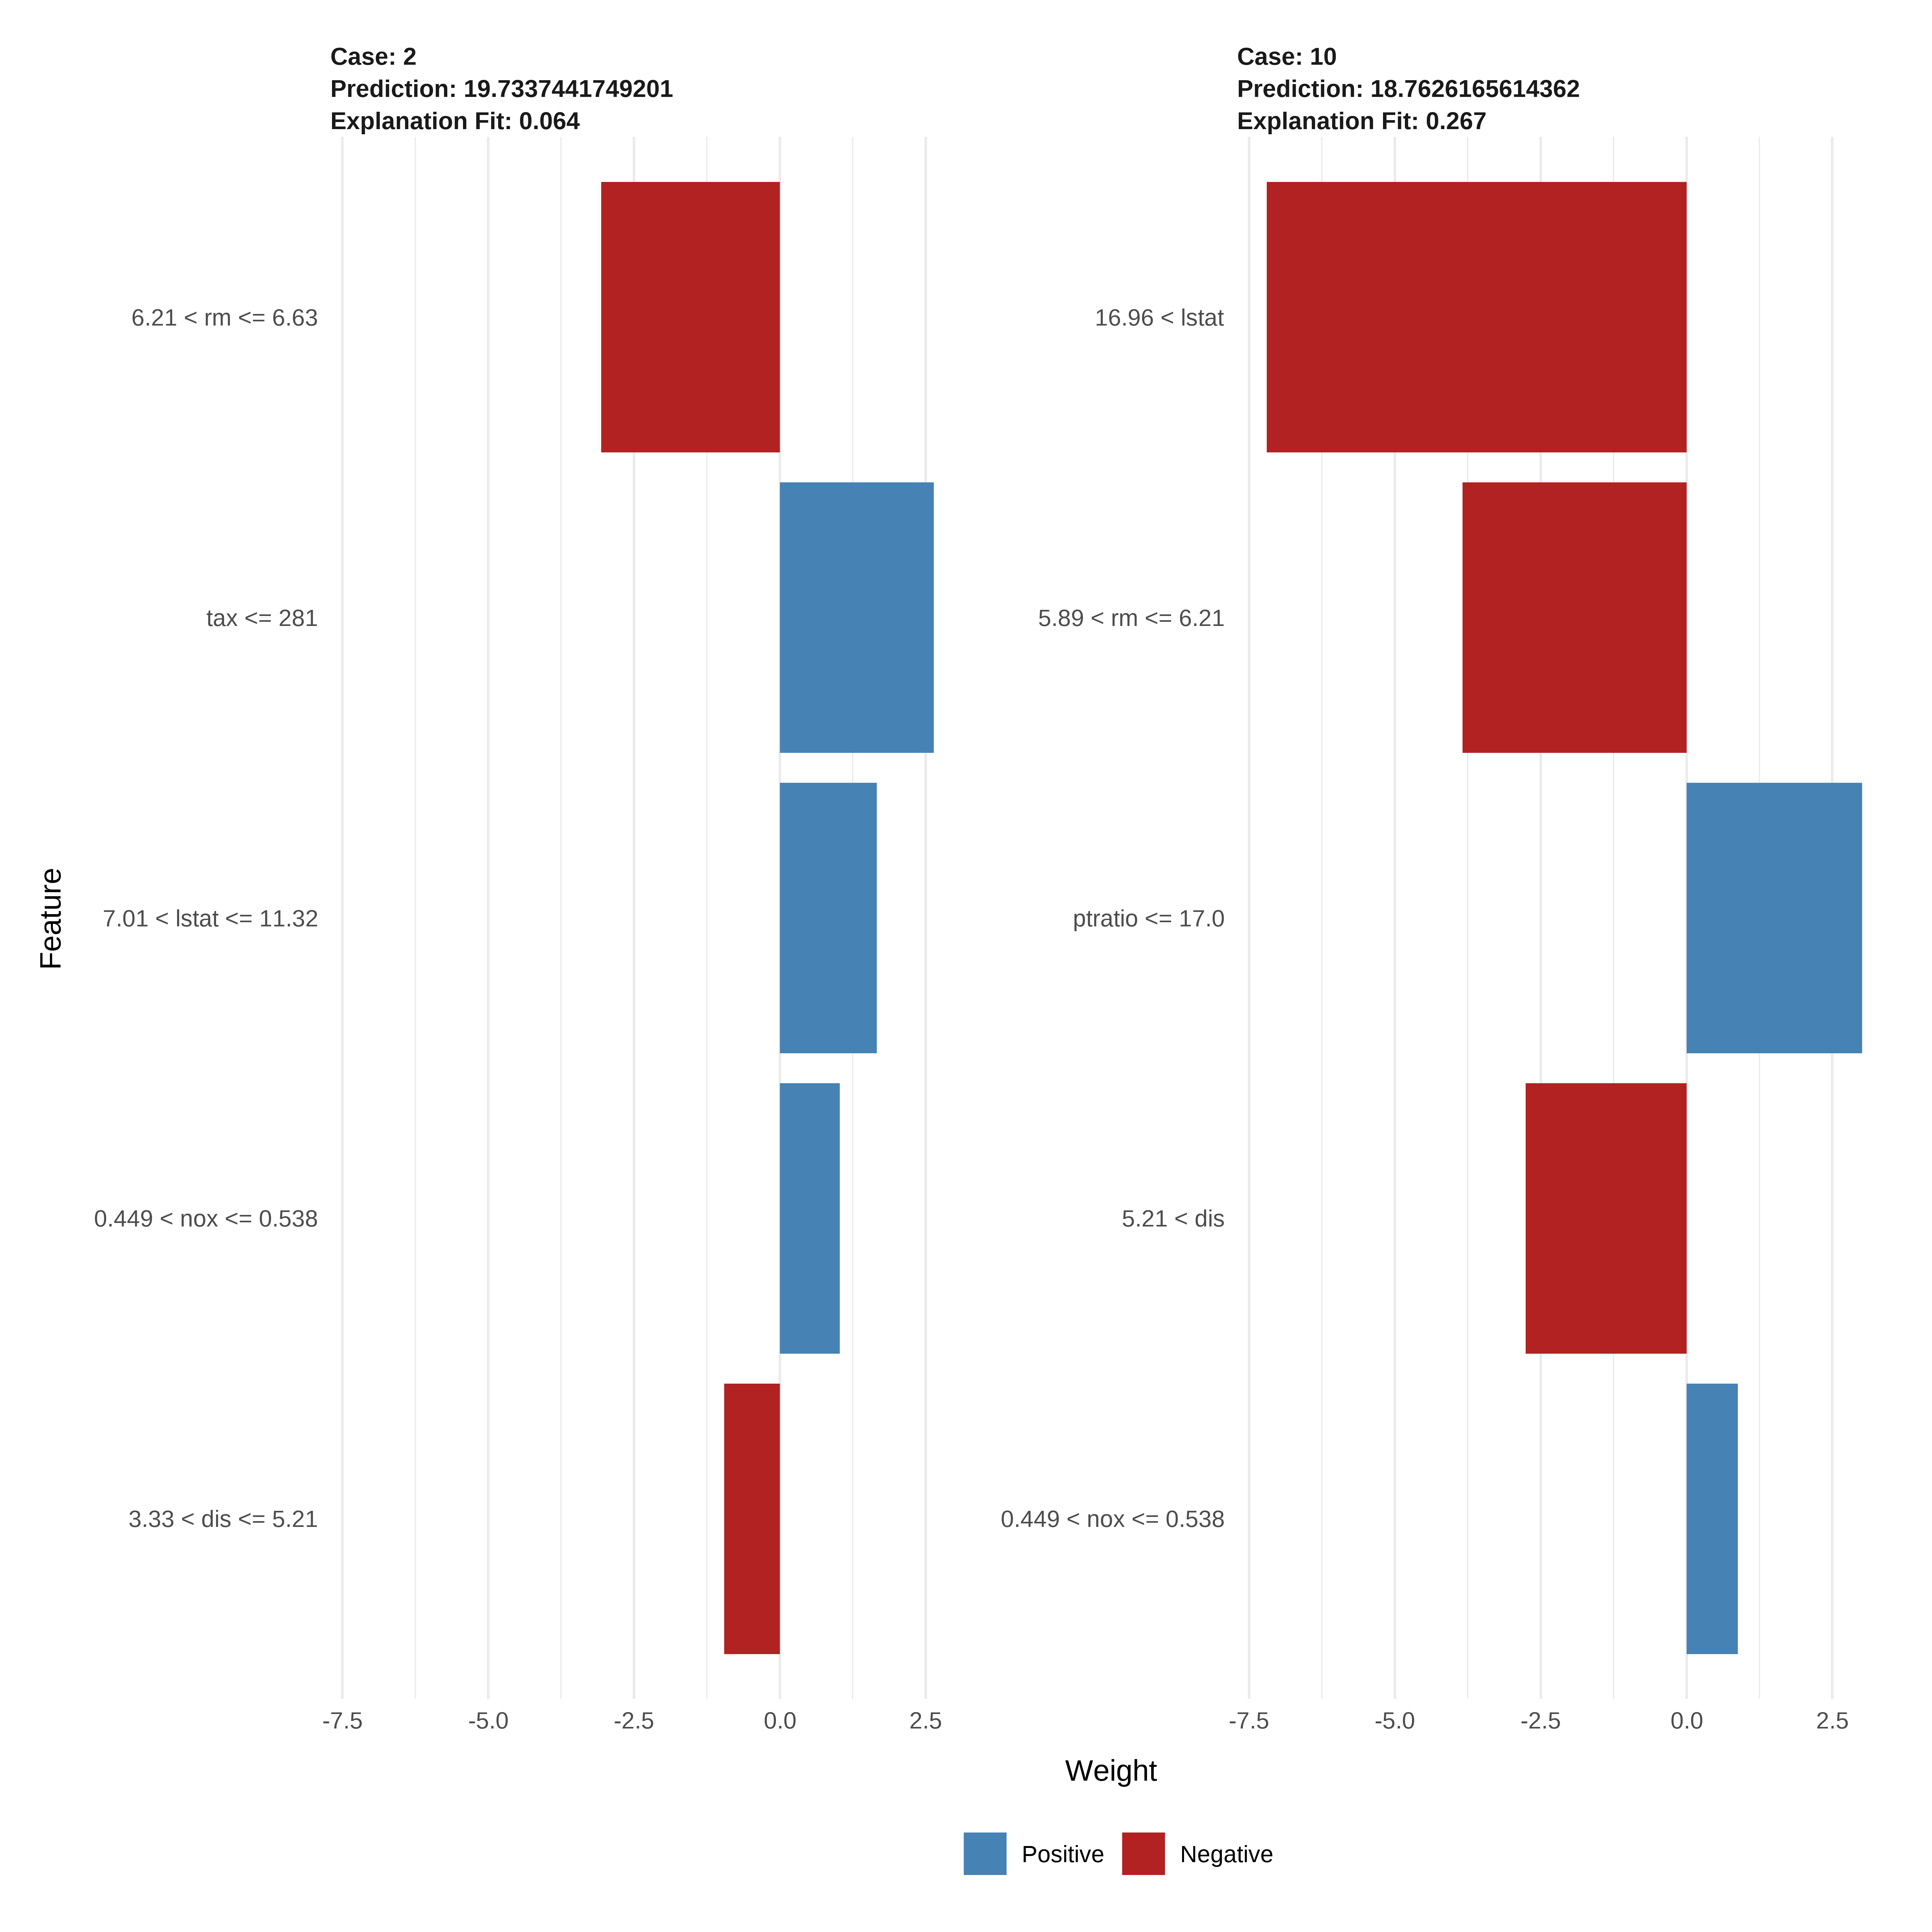 Case: 2
Prediction: 19.7337441749201
Explanation Fit: 0.064
Case: 10
Prediction: 18.7626165614362
Explanation Fit: 0.267
Feature
6.21 < rm <= 6.63
tax <= 281
7.01 < lstat <= 11.32
0.449 < nox <= 0.538
3.33 < dis <= 5.21
16.96 < lstat
5.89 < rm <= 6.21
ptratio <= 17.0
5.21 < dis
0.449 < nox <= 0.538
-7.5 -5.0 -2.5 0.0 2.5
-7.5 -5.0 -2.5 0.0 2.5
Weight
Positive Negative